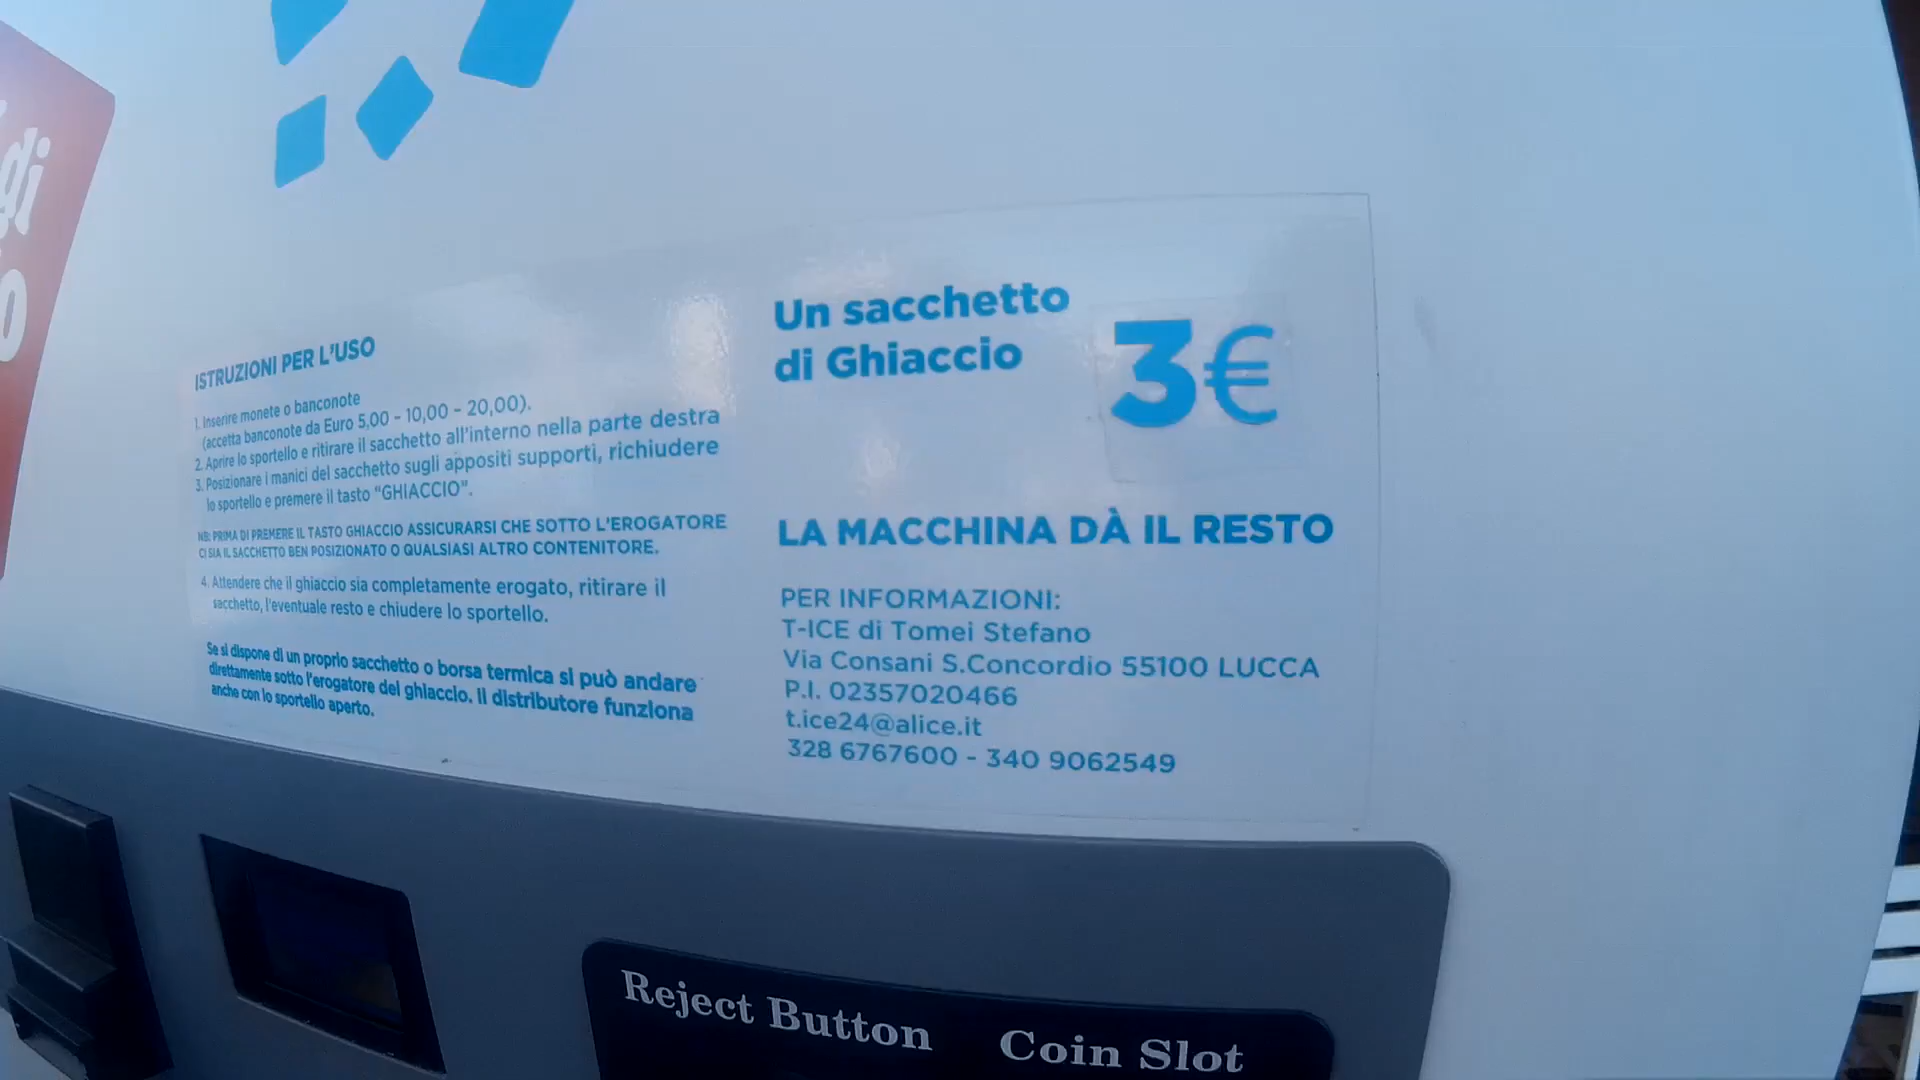 di
o
ISTRUZIONI PER L'USO
1. Inserire monete o banconote
(accetta banconote da Euro 5,00 - 10,00 - 20,00).
2. Aprire lo sportello e ritirare il sacchetto all'interno nella parte destra
3. Posizionare i manici del sacchetto sugli appositi supporti, richiudere
lo sportello e premere il tasto "GHIACCIO".
NB: PRIMA DI PREMERE IL TASTO GHIACCIO ASSICURARSI CHE SOTTO L'EROGATORE
CI SIA IL SACCHETTO BEN POSIZIONATO O QUALSIASI ALTRO CONTENITORE.
4. Attendere che il ghiaccio sia completamente erogato, ritirare il
sacchetto, l'eventuale resto e chiudere lo sportello.
Se si dispone di un proprio sacchetto o borsa termica si può andare
direttamente sotto l'erogatore del ghiaccio. Il distributore funziona
anche con lo sportello aperto.
Un sacchetto
di Ghiaccio
3€
LA MACCHINA DÀ IL RESTO
PER INFORMAZIONI:
T-ICE di Tomei Stefano
Via Consani S.Concordio 55100 LUCCA
P.I. 02357020466
t.ice24@alice.it
328 6767600 - 340 9062549
Reject Button
Coin Slot